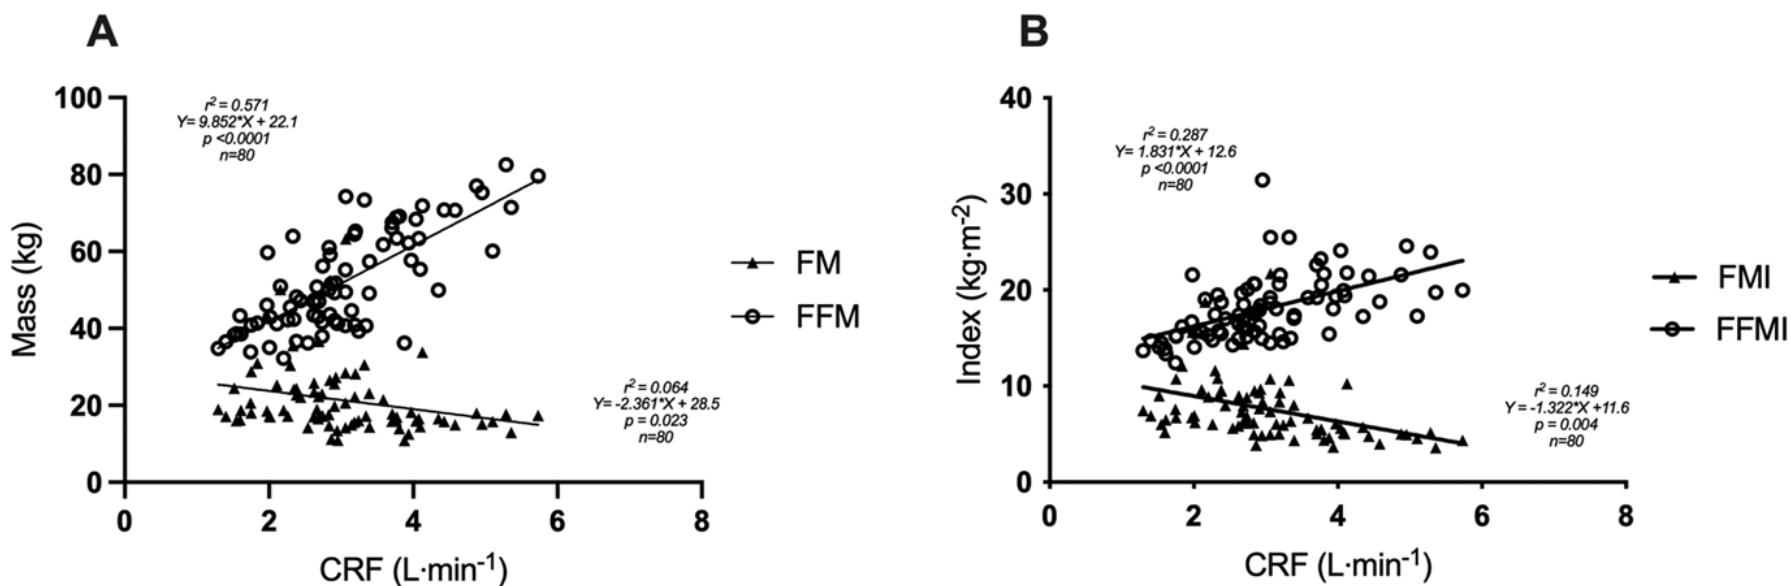 A
100
80
60
40
20
0
Mass (kg)
r² = 0.571
Y= 9.852*X + 22.1
p <0.0001
n=80
r² = 0.064
Y= -2.361*X + 28.5
p = 0.023
n=80
0 2 4 6 8
CRF (L·min⁻¹)
FM
FFM
B
40
30
20
10
0
Index (kg·m⁻²)
r² = 0.287
Y= 1.831*X + 12.6
p <0.0001
n=80
r² = 0.149
Y = -1.322*X +11.6
p = 0.004
n=80
0 2 4 6 8
CRF (L·min⁻¹)
FMI
FFMI